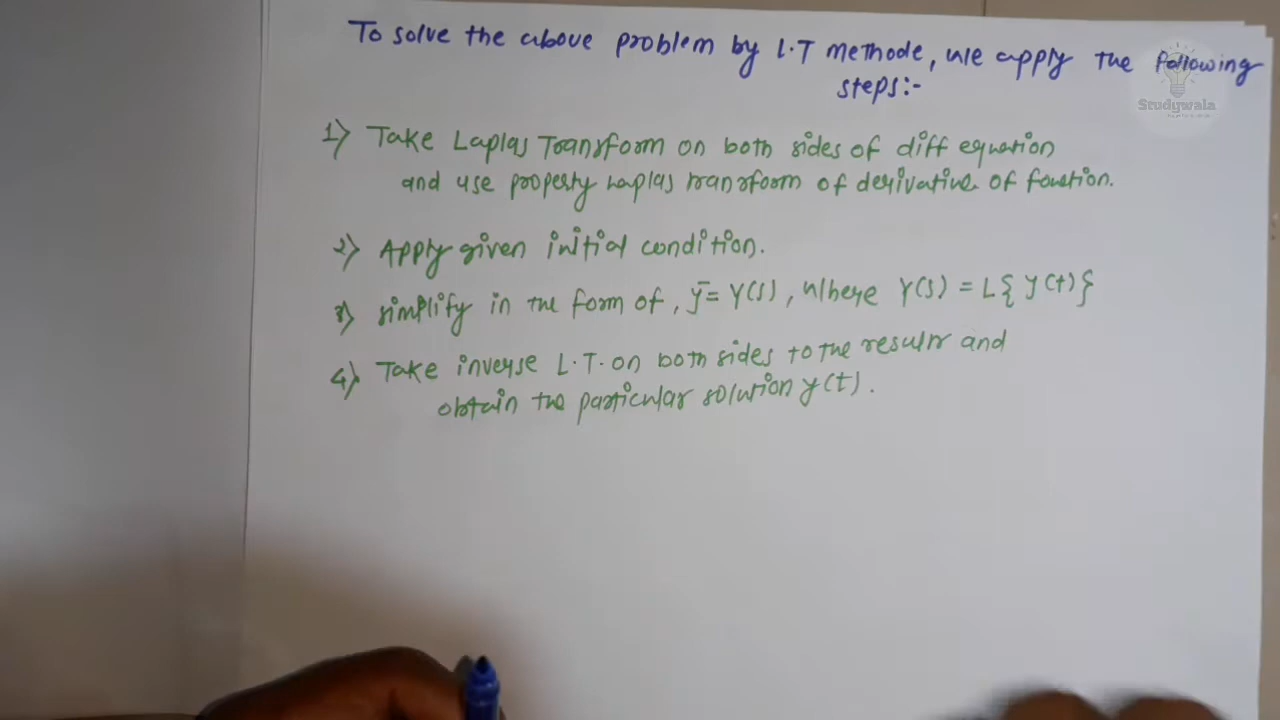 To solve the above problem by L.T methode, we apply the following
steps:-
Studywala
1) Take Laplas Transform on both sides of diff equation
and use property Laplas transform of derivative of fountion.
2) Apply given initial condition.
3) simplify in the form of, ȳ = Y(s), where Y(s) = L{y(t)}
4) Take inverse L.T. on both sides to the result and
obtain the particular solution y(t).